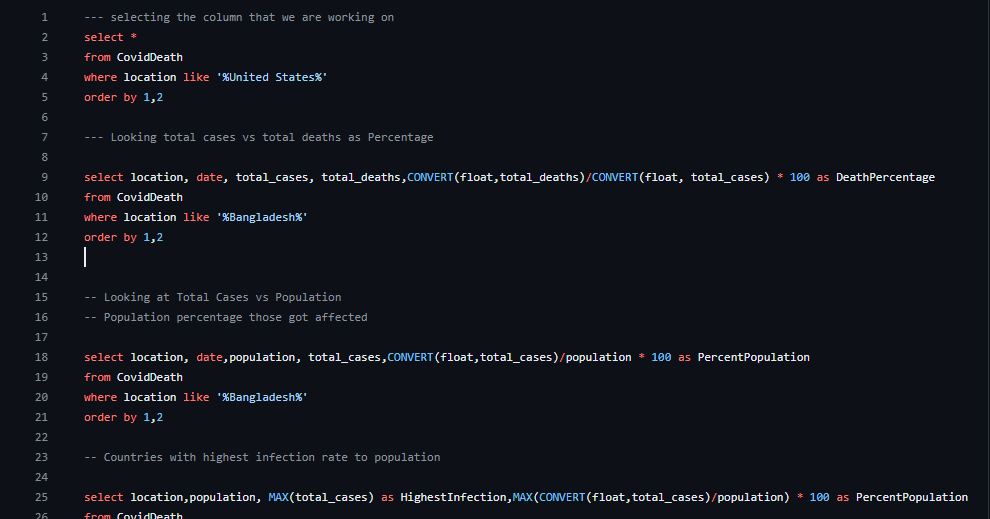 1 --- selecting the column that we are working on
2 select *
3 from CovidDeath
4 where location like '%United States%'
5 order by 1,2
6
7 --- Looking total cases vs total deaths as Percentage
8
9 select location, date, total_cases, total_deaths,CONVERT(float,total_deaths)/CONVERT(float, total_cases) * 100 as DeathPercentage
10 from CovidDeath
11 where location like '%Bangladesh%'
12 order by 1,2
13
14
15 -- Looking at Total Cases vs Population
16 -- Population percentage those got affected
17
18 select location, date,population, total_cases,CONVERT(float,total_cases)/population * 100 as PercentPopulation
19 from CovidDeath
20 where location like '%Bangladesh%'
21 order by 1,2
22
23 -- Countries with highest infection rate to population
24
25 select location,population, MAX(total_cases) as HighestInfection,MAX(CONVERT(float,total_cases)/population) * 100 as PercentPopulation
26 from CovidDeath